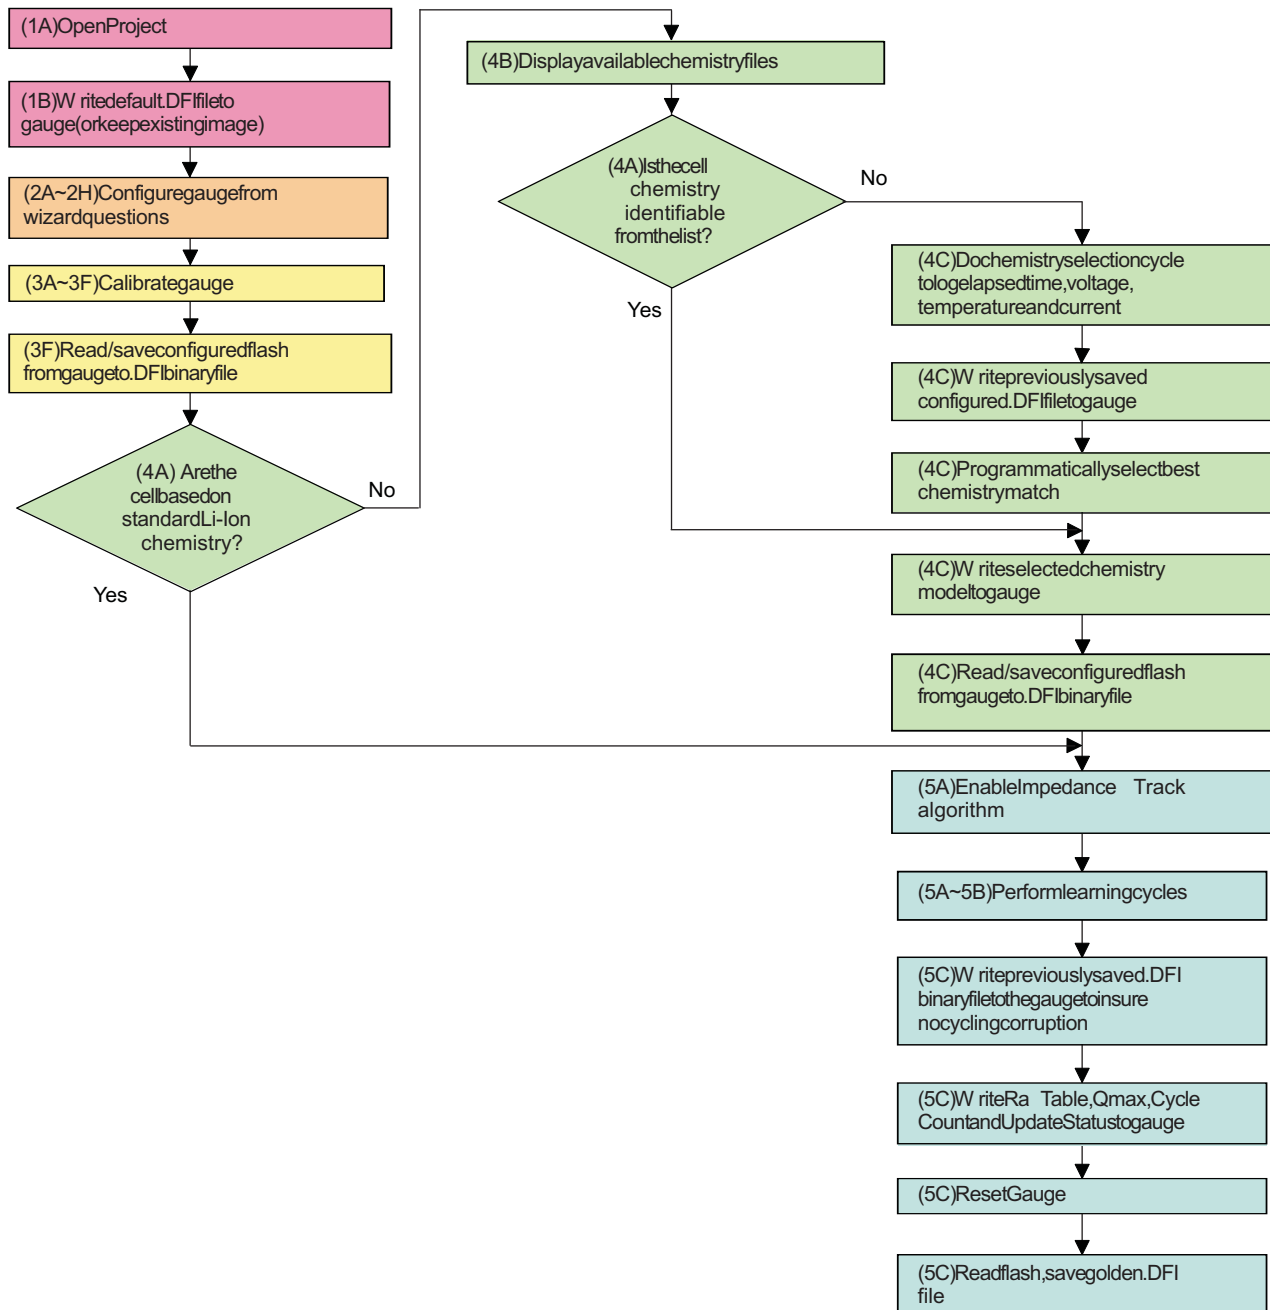 (1A)OpenProject
(1B)W ritedefault.DFIfileto
gauge(orkeepexistingimage)
(2A~2H)Configuregaugefrom
wizardquestions
(3A~3F)Calibrategauge
(3F)Read/saveconfiguredflash
fromgaugeto.DFIbinaryfile
(4A) Arethe
cellbasedon
standardLi-Ion
chemistry?
No
Yes
(4B)Displayavailablechemistryfiles
(4A)Isthecell
chemistry
identifiable
fromthelist?
No
Yes
(4C)Dochemistryselectioncycle
tologelapsedtime,voltage,
temperatureandcurrent
(4C)W ritepreviouslysaved
configured.DFIfiletogauge
(4C)Programmaticallyselectbest
chemistrymatch
(4C)W riteselectedchemistry
modeltogauge
(4C)Read/saveconfiguredflash
fromgaugeto.DFIbinaryfile
(5A)EnableImpedance Track
algorithm
(5A~5B)Performlearningcycles
(5C)W ritepreviouslysaved.DFI
binaryfiletothegaugetoinsure
nocyclingcorruption
(5C)W riteRa Table,Qmax,Cycle
CountandUpdateStatustogauge
(5C)ResetGauge
(5C)Readflash,savegolden.DFI
file